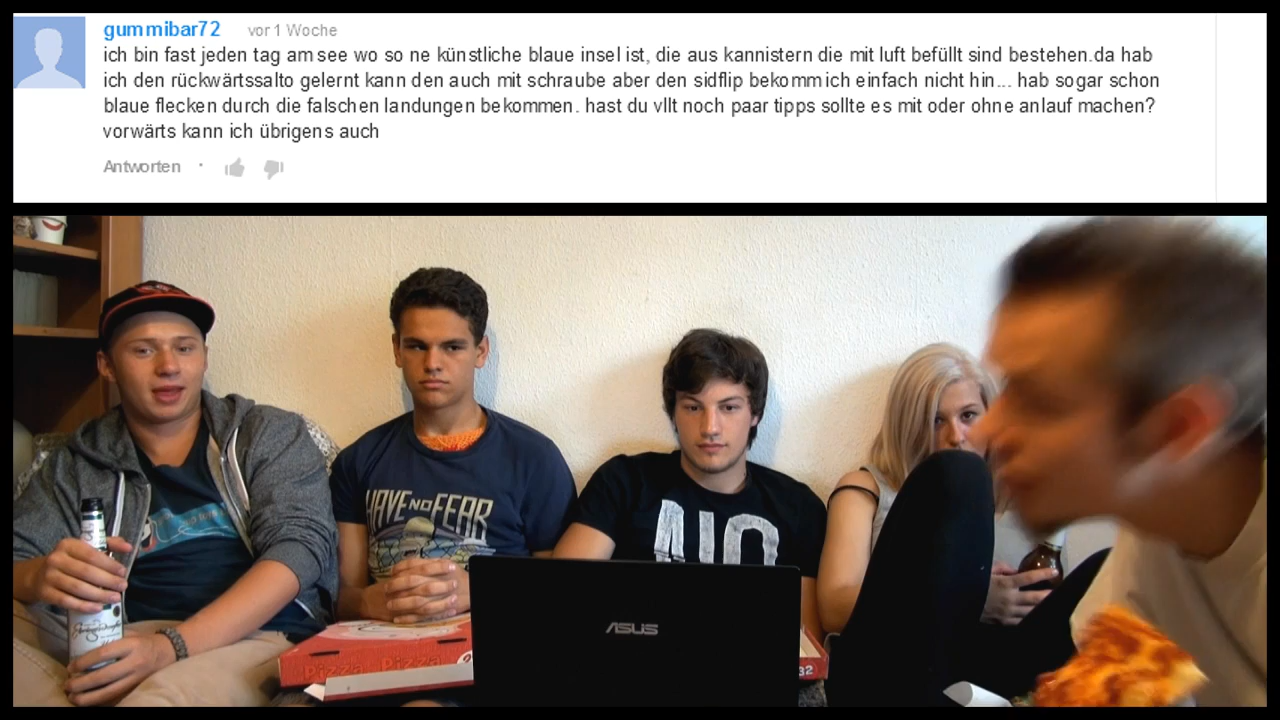 gummibar72 vor 1 Woche
ich bin fast jeden tag am see wo so ne künstliche blaue insel ist, die aus kannistern die mit luft befüllt sind bestehen.da hab
ich den rückwärtssalto gelernt kann den auch mit schraube aber den sidflip bekomm ich einfach nicht hin... hab sogar schon
blaue flecken durch die falschen landungen bekommen. hast du vllt noch paar tipps sollte es mit oder ohne anlauf machen?
vorwärts kann ich übrigens auch
Antworten ·
HAVE NO FEAR
NO
ASUS
Pizza Pizza
32